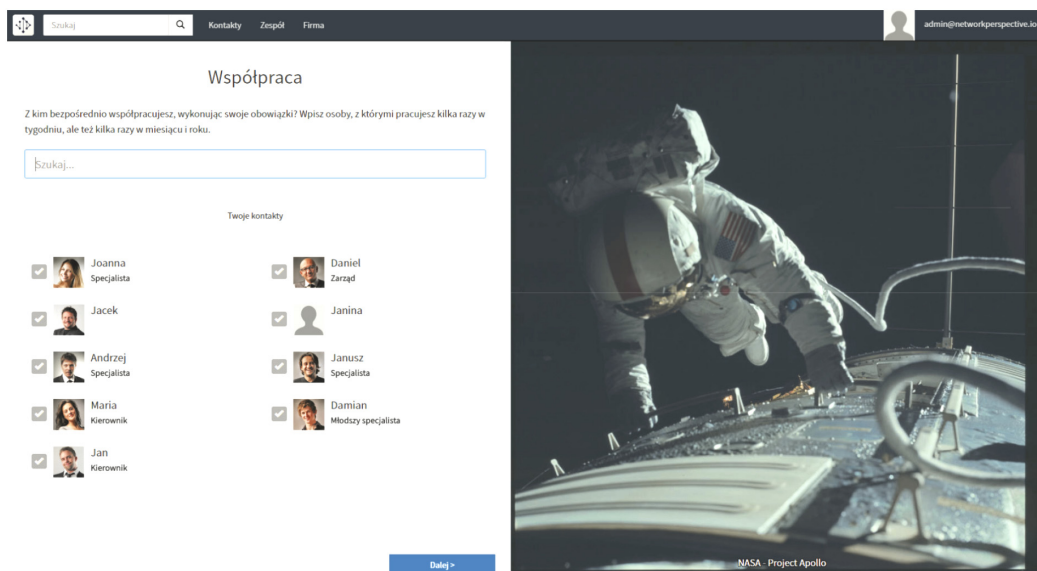 Szukaj
Kontakty
Zespół
Firma
admin@networkperspective.io
Współpraca
Z kim bezpośrednio współpracujesz, wykonując swoje obowiązki? Wpisz osoby, z którymi pracujesz kilka razy w
tygodniu, ale też kilka razy w miesiącu i roku.
Szukaj...
Twoje kontakty
Joanna
Specjalista
Daniel
Zarząd
Jacek
Janina
Andrzej
Specjalista
Janusz
Specjalista
Maria
Kierownik
Damian
Młodszy specjalista
Jan
Kierownik
Dalej >
NASA - Project Apollo